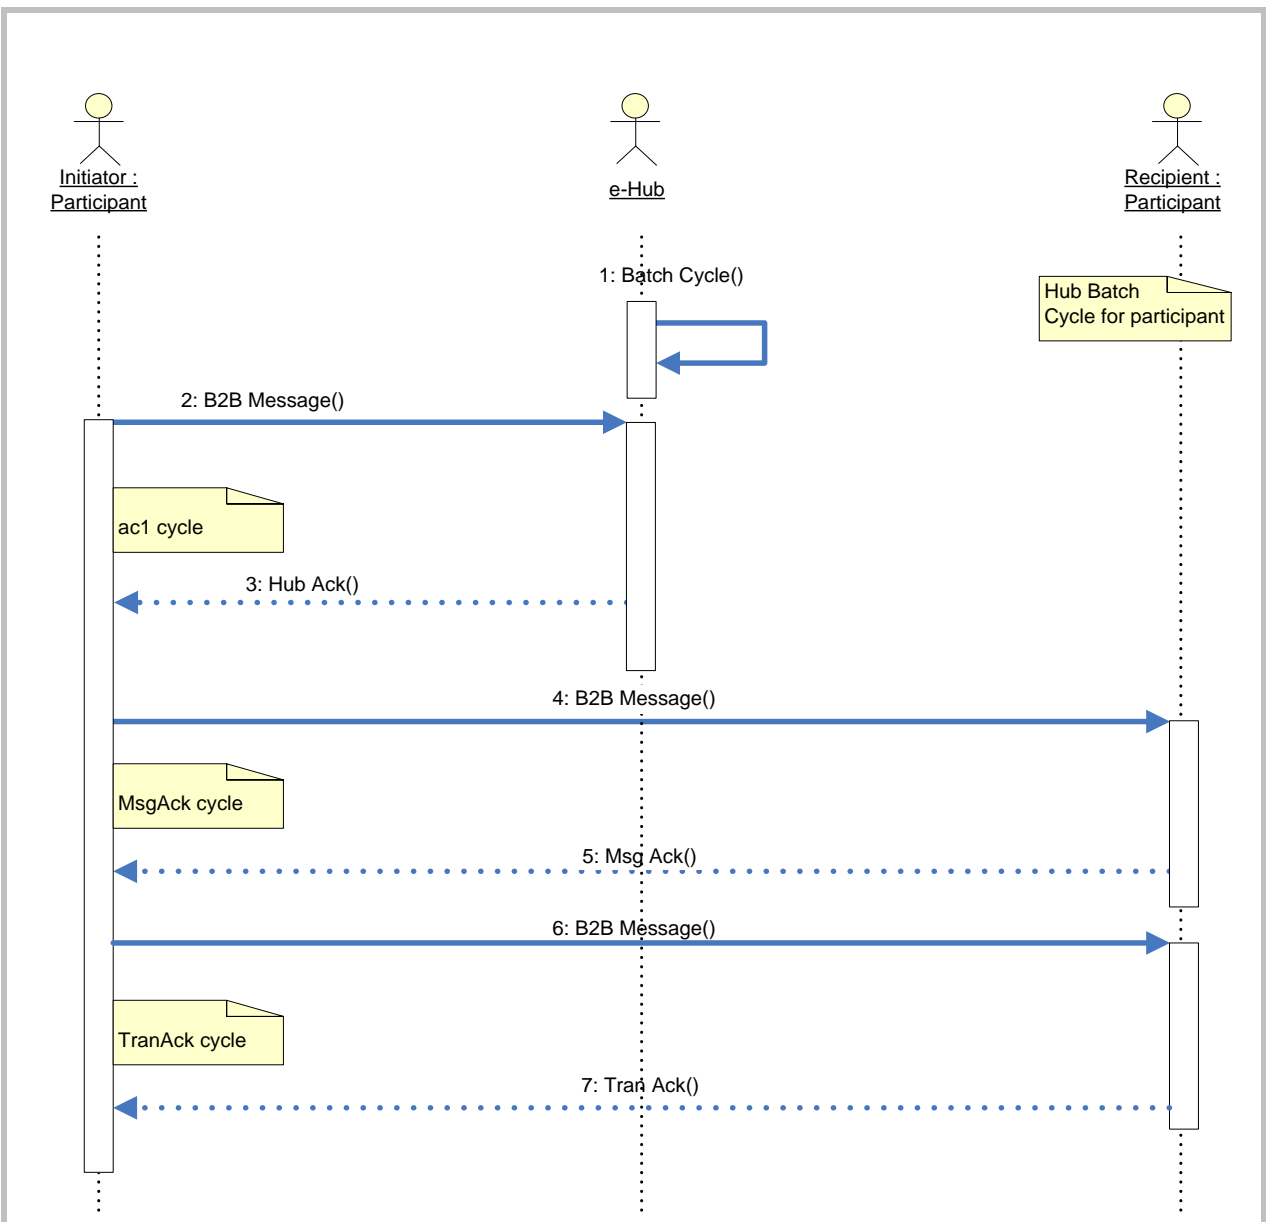 Initiator :
Participant
e-Hub
Recipient :
Participant
1: Batch Cycle()
Hub Batch
Cycle for participant
2: B2B Message()
ac1 cycle
3: Hub Ack()
4: B2B Message()
MsgAck cycle
5: Msg Ack()
6: B2B Message()
TranAck cycle
7: Tran Ack()